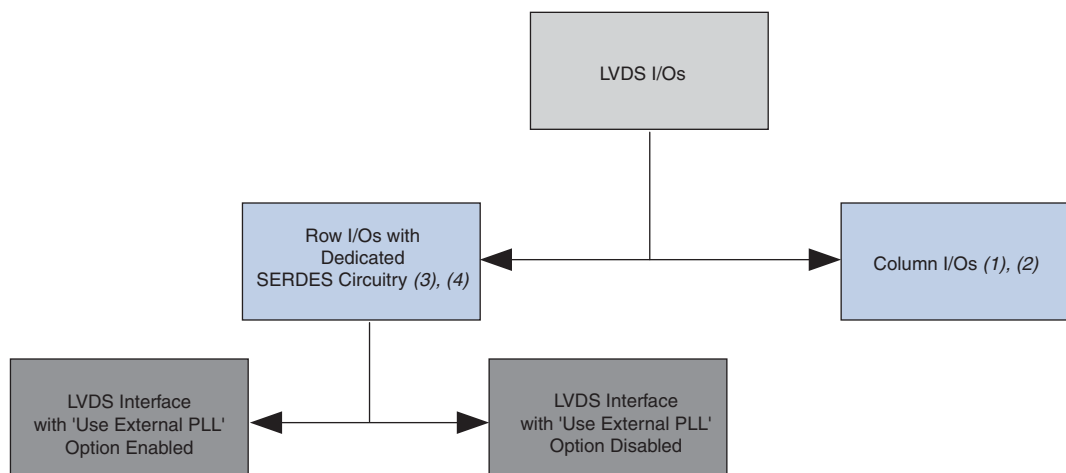 LVDS I/Os
Row I/Os with
Dedicated
SERDES Circuitry (3), (4)
Column I/Os (1), (2)
LVDS Interface
with 'Use External PLL'
Option Enabled
LVDS Interface
with 'Use External PLL'
Option Disabled